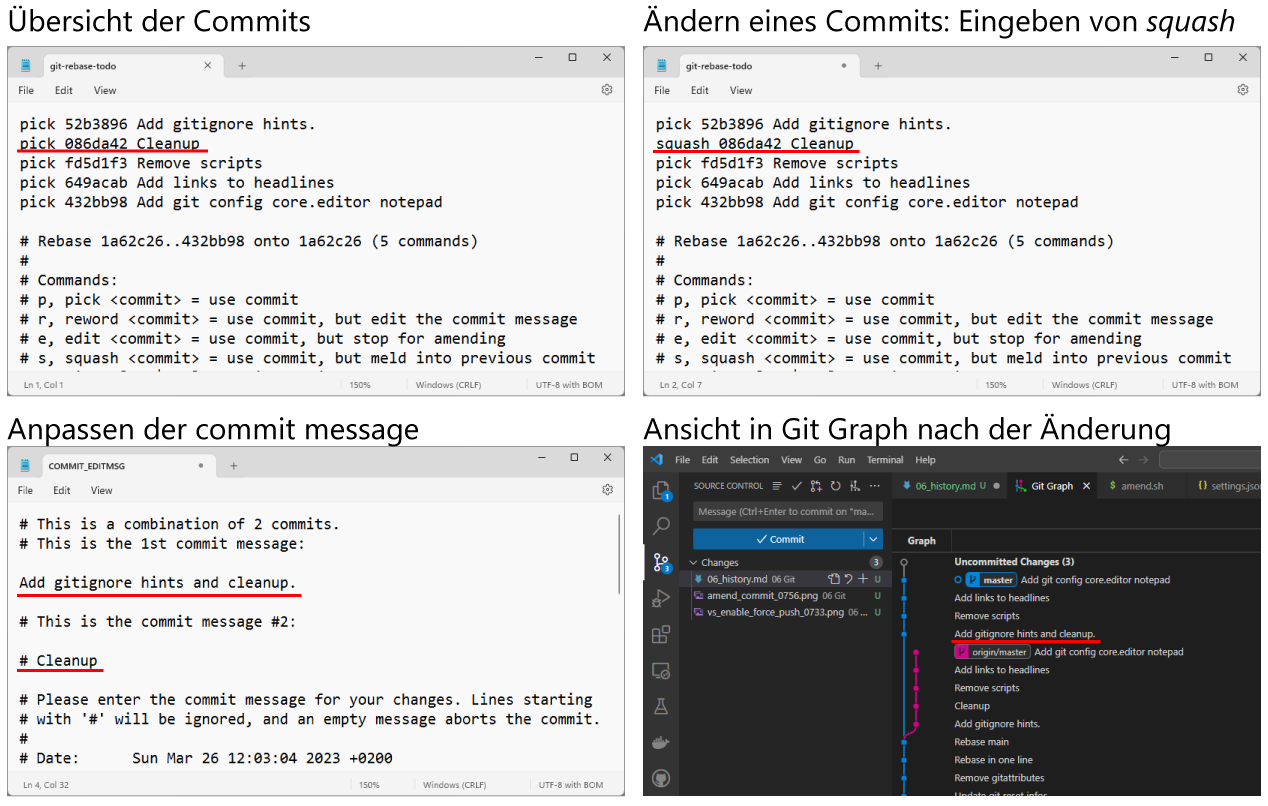 Übersicht der Commits
git-rebase-todo
File Edit View
pick 52b3896 Add gitignore hints.
pick 086da42 Cleanup
pick fd5d1f3 Remove scripts
pick 649acab Add links to headlines
pick 432bb98 Add git config core.editor notepad
# Rebase 1a62c26..432bb98 onto 1a62c26 (5 commands)
#
# Commands:
# p, pick <commit> = use commit
# r, reword <commit> = use commit, but edit the commit message
# e, edit <commit> = use commit, but stop for amending
# s, squash <commit> = use commit, but meld into previous commit
Ln 1, Col 1 150% Windows (CRLF) UTF-8 with BOM
Ändern eines Commits: Eingeben von squash
git-rebase-todo
File Edit View
pick 52b3896 Add gitignore hints.
squash 086da42 Cleanup
pick fd5d1f3 Remove scripts
pick 649acab Add links to headlines
pick 432bb98 Add git config core.editor notepad
# Rebase 1a62c26..432bb98 onto 1a62c26 (5 commands)
#
# Commands:
# p, pick <commit> = use commit
# r, reword <commit> = use commit, but edit the commit message
# e, edit <commit> = use commit, but stop for amending
# s, squash <commit> = use commit, but meld into previous commit
Ln 2, Col 7 150% Windows (CRLF) UTF-8 with BOM
Anpassen der commit message
COMMIT_EDITMSG
File Edit View
# This is a combination of 2 commits.
# This is the 1st commit message:
Add gitignore hints and cleanup.
# This is the commit message #2:
# Cleanup
# Please enter the commit message for your changes. Lines starting
# with '#' will be ignored, and an empty message aborts the commit.
#
# Date: Sun Mar 26 12:03:04 2023 +0200
Ln 4, Col 32 150% Windows (CRLF) UTF-8 with BOM
Ansicht in Git Graph nach der Änderung
File Edit Selection View Go Run Terminal Help
SOURCE CONTROL
06_history.md U Git Graph $ amend.sh {} settings.jso
1
3
Message (Ctrl+Enter to commit on "ma...
Commit
Changes 3
06_history.md 06 Git U
amend_commit_0756.png 06 Git U
vs_enable_force_push_0733.png 06 ... U
Graph
Uncommitted Changes (3)
master Add git config core.editor notepad
Add links to headlines
Remove scripts
Add gitignore hints and cleanup.
origin/master Add git config core.editor notepad
Add links to headlines
Remove scripts
Cleanup
Add gitignore hints.
Rebase main
Rebase in one line
Remove gitattributes
Update git reset infos